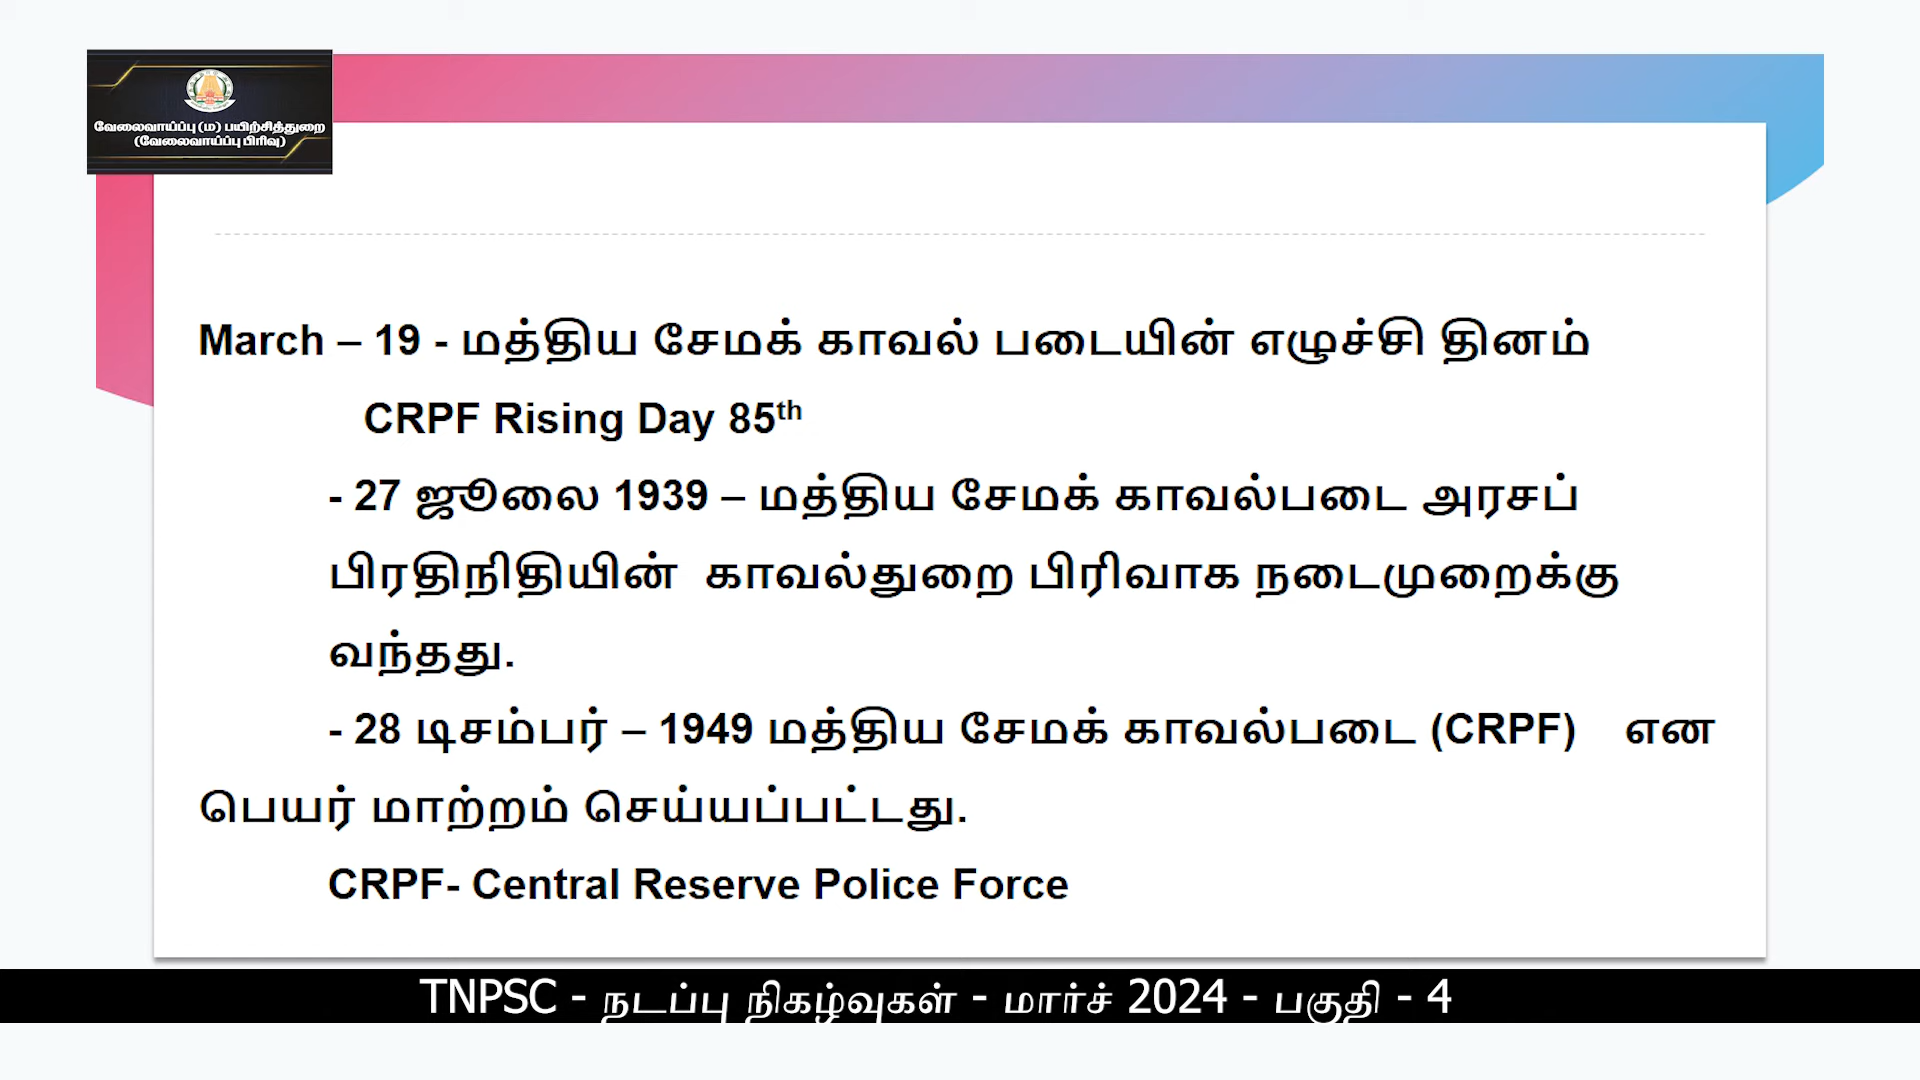 வேலைவாய்ப்பு (ம) பயிற்சித்துறை
(வேலைவாய்ப்பு பிரிவு)
March – 19 - மத்திய சேமக் காவல் படையின் எழுச்சி தினம்
CRPF Rising Day 85th
- 27 ஜூலை 1939 – மத்திய சேமக் காவல்படை அரசப்
பிரதிநிதியின் காவல்துறை பிரிவாக நடைமுறைக்கு
வந்தது.
- 28 டிசம்பர் – 1949 மத்திய சேமக் காவல்படை (CRPF) என
பெயர் மாற்றம் செய்யப்பட்டது.
CRPF- Central Reserve Police Force
TNPSC - நடப்பு நிகழ்வுகள் - மார்ச் 2024 - பகுதி - 4